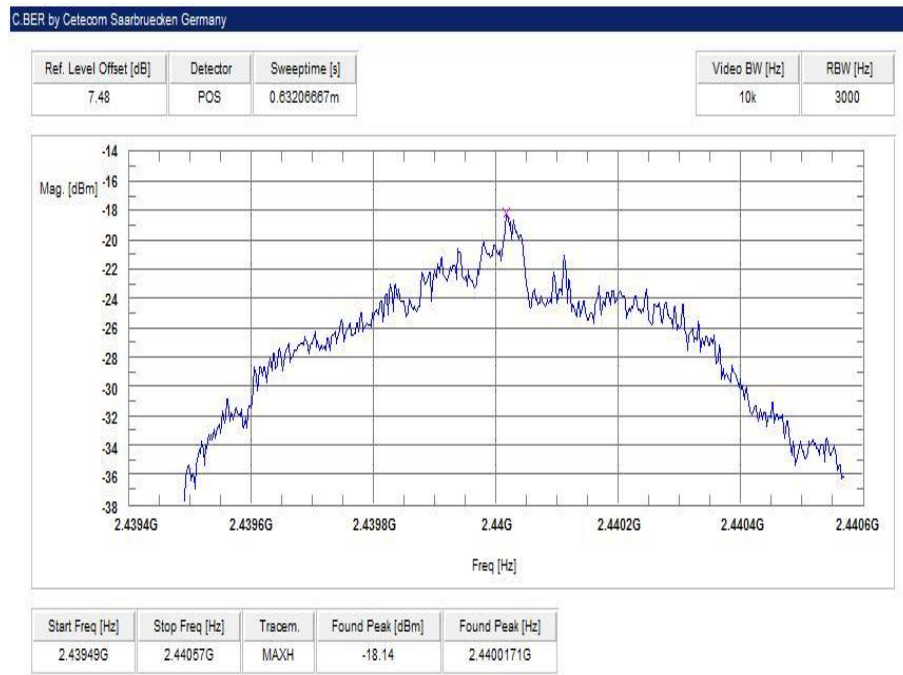 C.BER by Cetecom Saarbruecken Germany
Ref. Level Offset [dB] Detector Sweeptime [s] Video BW [Hz] RBW [Hz]
7.48 POS 0.63206667m 10k 3000
Mag. [dBm]
-14
-16
-18
-20
-22
-24
-26
-28
-30
-32
-34
-36
-38
2.4394G 2.4396G 2.4398G 2.44G 2.4402G 2.4404G 2.4406G
Freq [Hz]
Start Freq [Hz] Stop Freq [Hz] Tracem. Found Peak [dBm] Found Peak [Hz]
2.43949G 2.44057G MAXH -18.14 2.4400171G